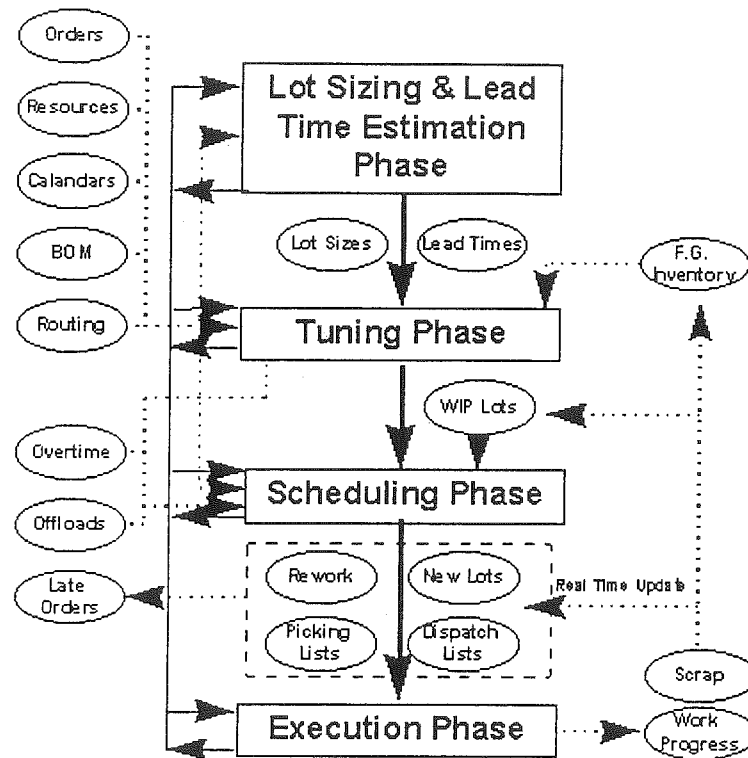 Orders
Resources
Calandars
BOM
Routing
Overtime
Offloads
Late
Orders
Lot Sizing & Lead
Time Estimation
Phase
Lot Sizes
Lead Times
F.G.
Inventory
Tuning Phase
WIP Lots
Scheduling Phase
Rework
New Lots
Real Time Update
Picking
Lists
Dispatch
Lists
Scrap
Execution Phase
Work
Progress